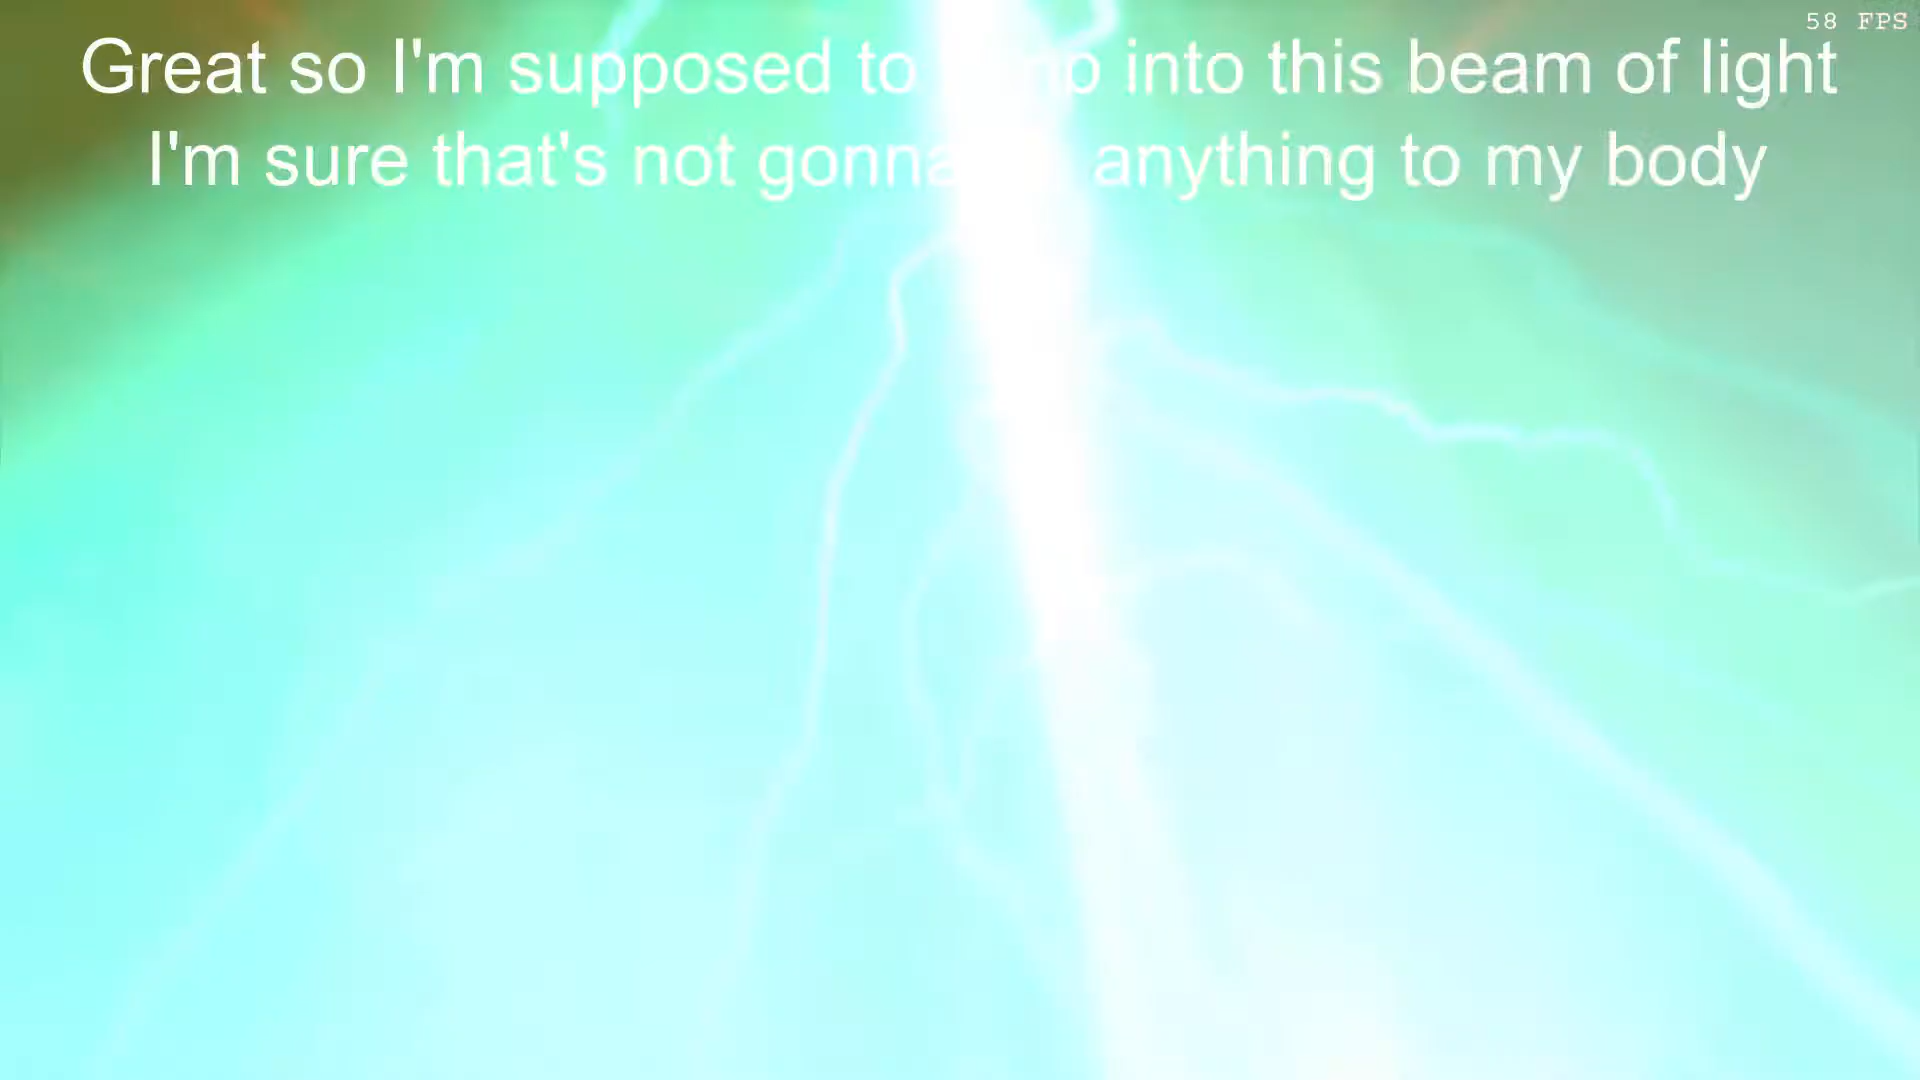 58 FPS
Great so I'm supposed to into this beam of light
I'm sure that's not gonna anything to my body